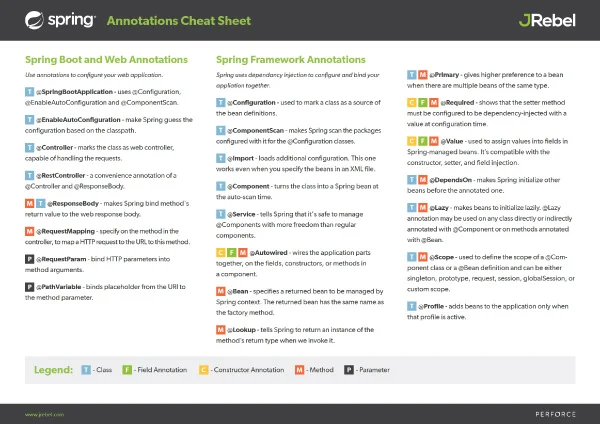 spring Annotations Cheat Sheet
JRebel
Spring Boot and Web Annotations
Use annotations to configure your web application.
T @SpringBootApplication - uses @Configuration,
@EnableAutoConfiguration and @ComponentScan.
T @EnableAutoConfiguration - make Spring guess the
configuration based on the classpath.
T @Controller - marks the class as web controller,
capable of handling the requests.
T @RestController - a convenience annotation of a
@Controller and @ResponseBody.
M T @ResponseBody - makes Spring bind method's
return value to the web response body.
M @RequestMapping - specify on the method in the
controller, to map a HTTP request to the URL to this method.
P @RequestParam - bind HTTP parameters into
method arguments.
P @PathVariable - binds placeholder from the URI to
the method parameter.
Spring Framework Annotations
Spring uses dependancy injection to configure and bind your
application together.
T @Configuration - used to mark a class as a source of
the bean definitions.
T @ComponentScan - makes Spring scan the packages
configured with it for the @Configuration classes.
T @Import - loads additional configuration. This one
works even when you specify the beans in an XML file.
T @Component - turns the class into a Spring bean at
the auto-scan time.
T @Service - tells Spring that it's safe to manage
@Components with more freedom than regular
components.
C F M @Autowired - wires the application parts
together, on the fields, constructors, or methods in
a component.
M @Bean - specifies a returned bean to be managed by
Spring context. The returned bean has the same name as
the factory method.
M @Lookup - tells Spring to return an instance of the
method's return type when we invoke it.
T M @Primary - gives higher preference to a bean
when there are multiple beans of the same type.
C F M @Required - shows that the setter method
must be configured to be dependency-injected with a
value at configuration time.
C F M @Value - used to assign values into fields in
Spring-managed beans. It's compatible with the
constructor, setter, and field injection.
T M @DependsOn - makes Spring initialize other
beans before the annotated one.
T M @Lazy - makes beans to initialize lazily. @Lazy
annotation may be used on any class directly or indirectly
annotated with @Component or on methods annotated
with @Bean.
T M @Scope - used to define the scope of a @Com-
ponent class or a @Bean definition and can be either
singleton, prototype, request, session, globalSession, or
custom scope.
T @Profile - adds beans to the application only when
that profile is active.
Legend: T - Class F - Field Annotation C - Constructor Annotation M - Method P - Parameter
www.jrebel.com
PERFORCE